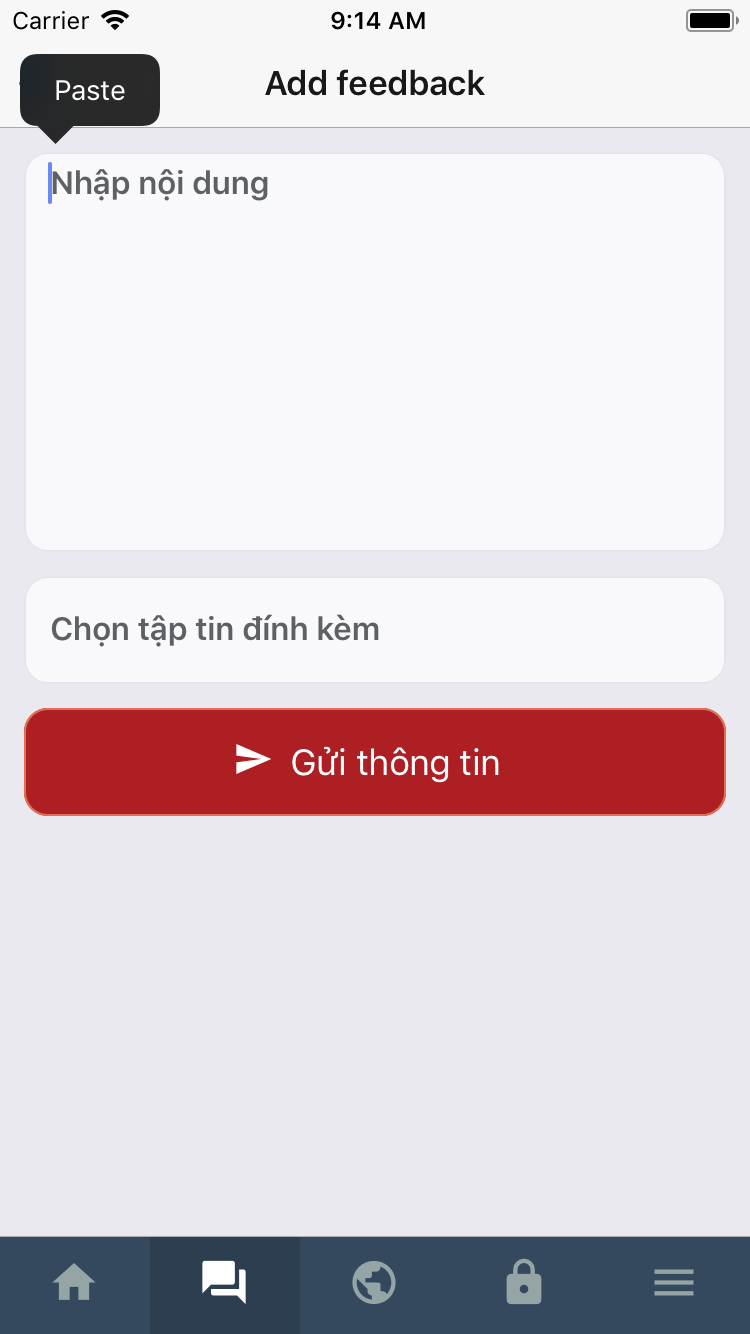 Carrier 9:14 AM
Paste
Add feedback
Nhập nội dung
Chọn tập tin đính kèm
Gửi thông tin